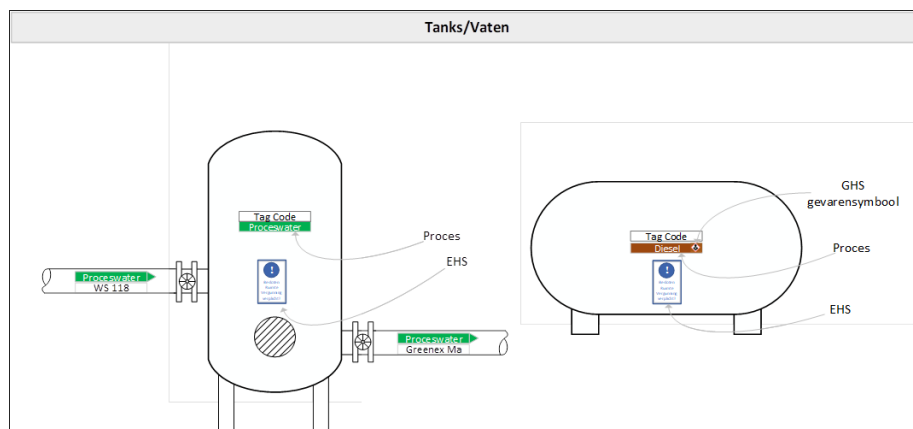 Tanks/Vaten
Tag Code
Proceswater
Proces
EHS
!
Proceswater
WS 118
Proceswater
Greenex Ma
GHS
gevarensymbool
Tag Code
Diesel
Proces
!
EHS